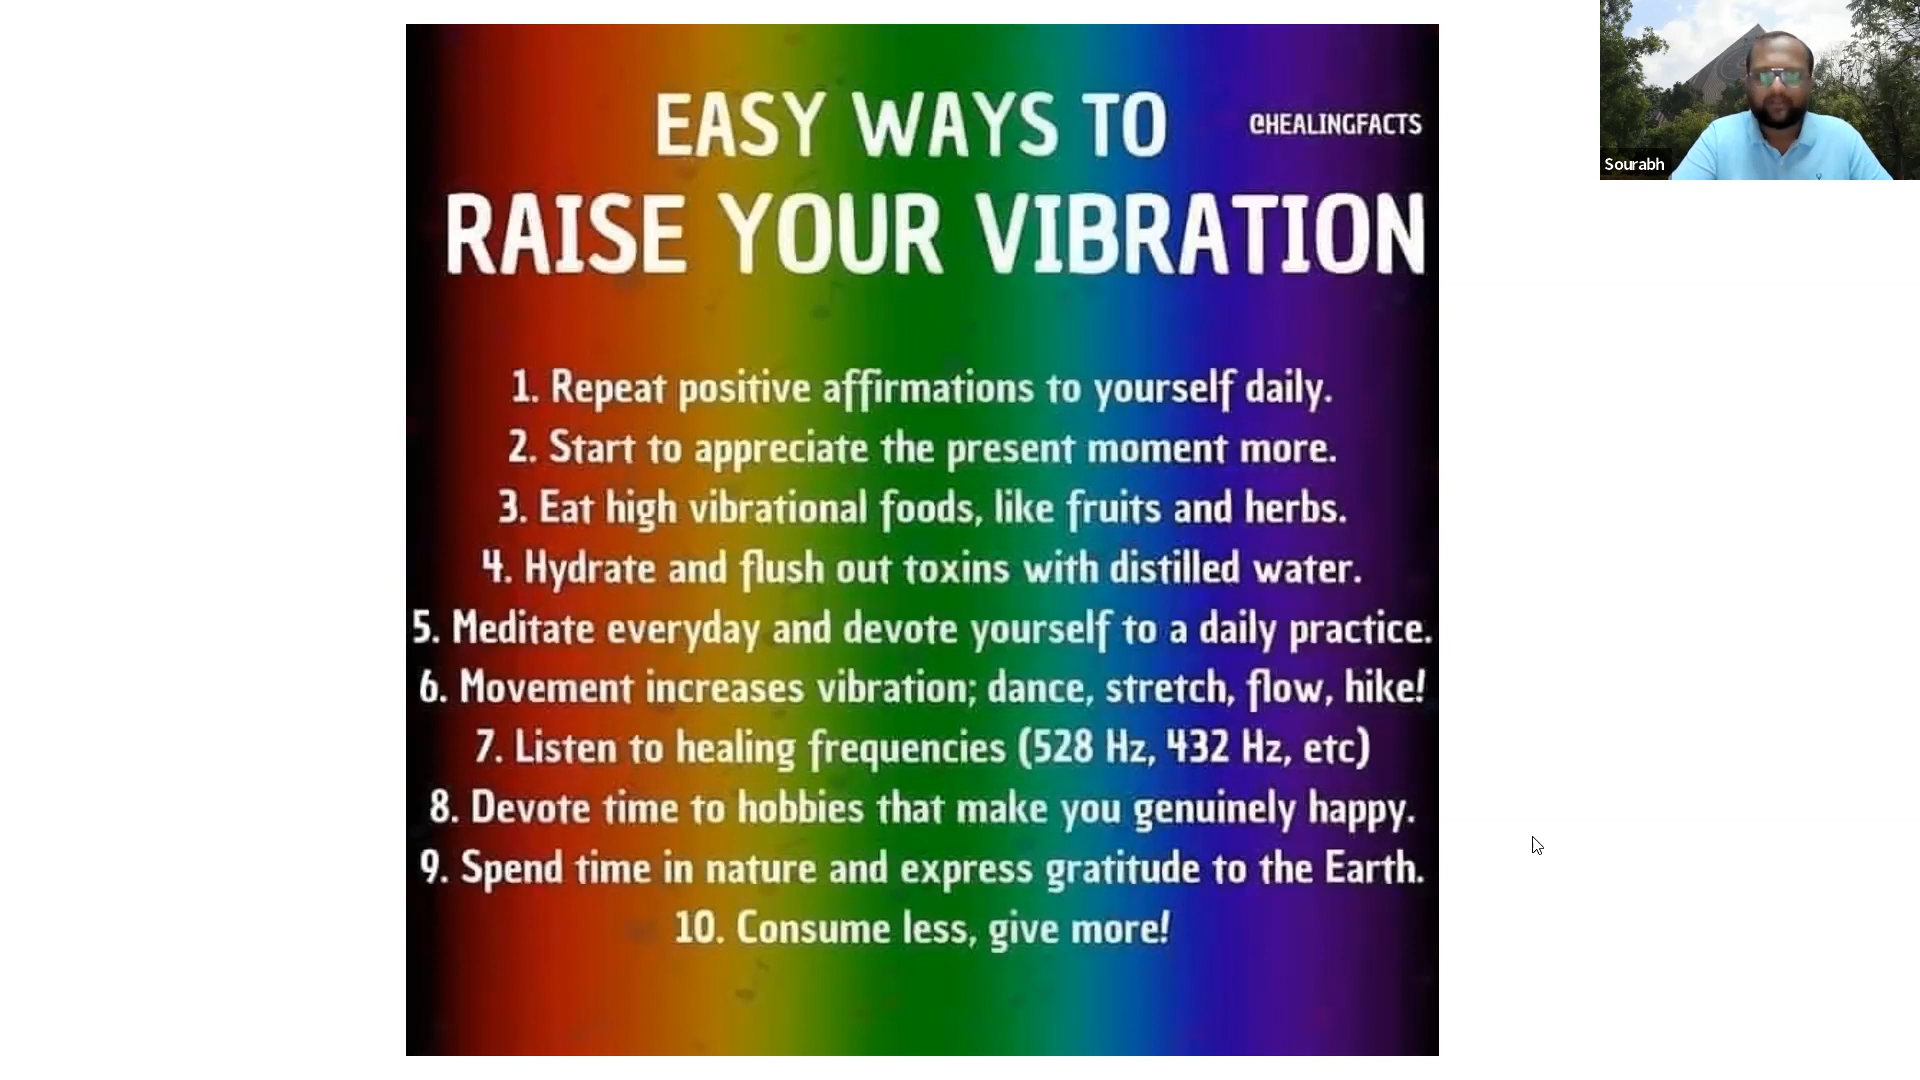 EASY WAYS TO
@HEALINGFACTS
RAISE YOUR VIBRATION
1. Repeat positive affirmations to yourself daily.
2. Start to appreciate the present moment more.
3. Eat high vibrational foods, like fruits and herbs.
4. Hydrate and flush out toxins with distilled water.
5. Meditate everyday and devote yourself to a daily practice.
6. Movement increases vibration; dance, stretch, flow, hike!
7. Listen to healing frequencies (528 Hz, 432 Hz, etc)
8. Devote time to hobbies that make you genuinely happy.
9. Spend time in nature and express gratitude to the Earth.
10. Consume less, give more!
Sourabh